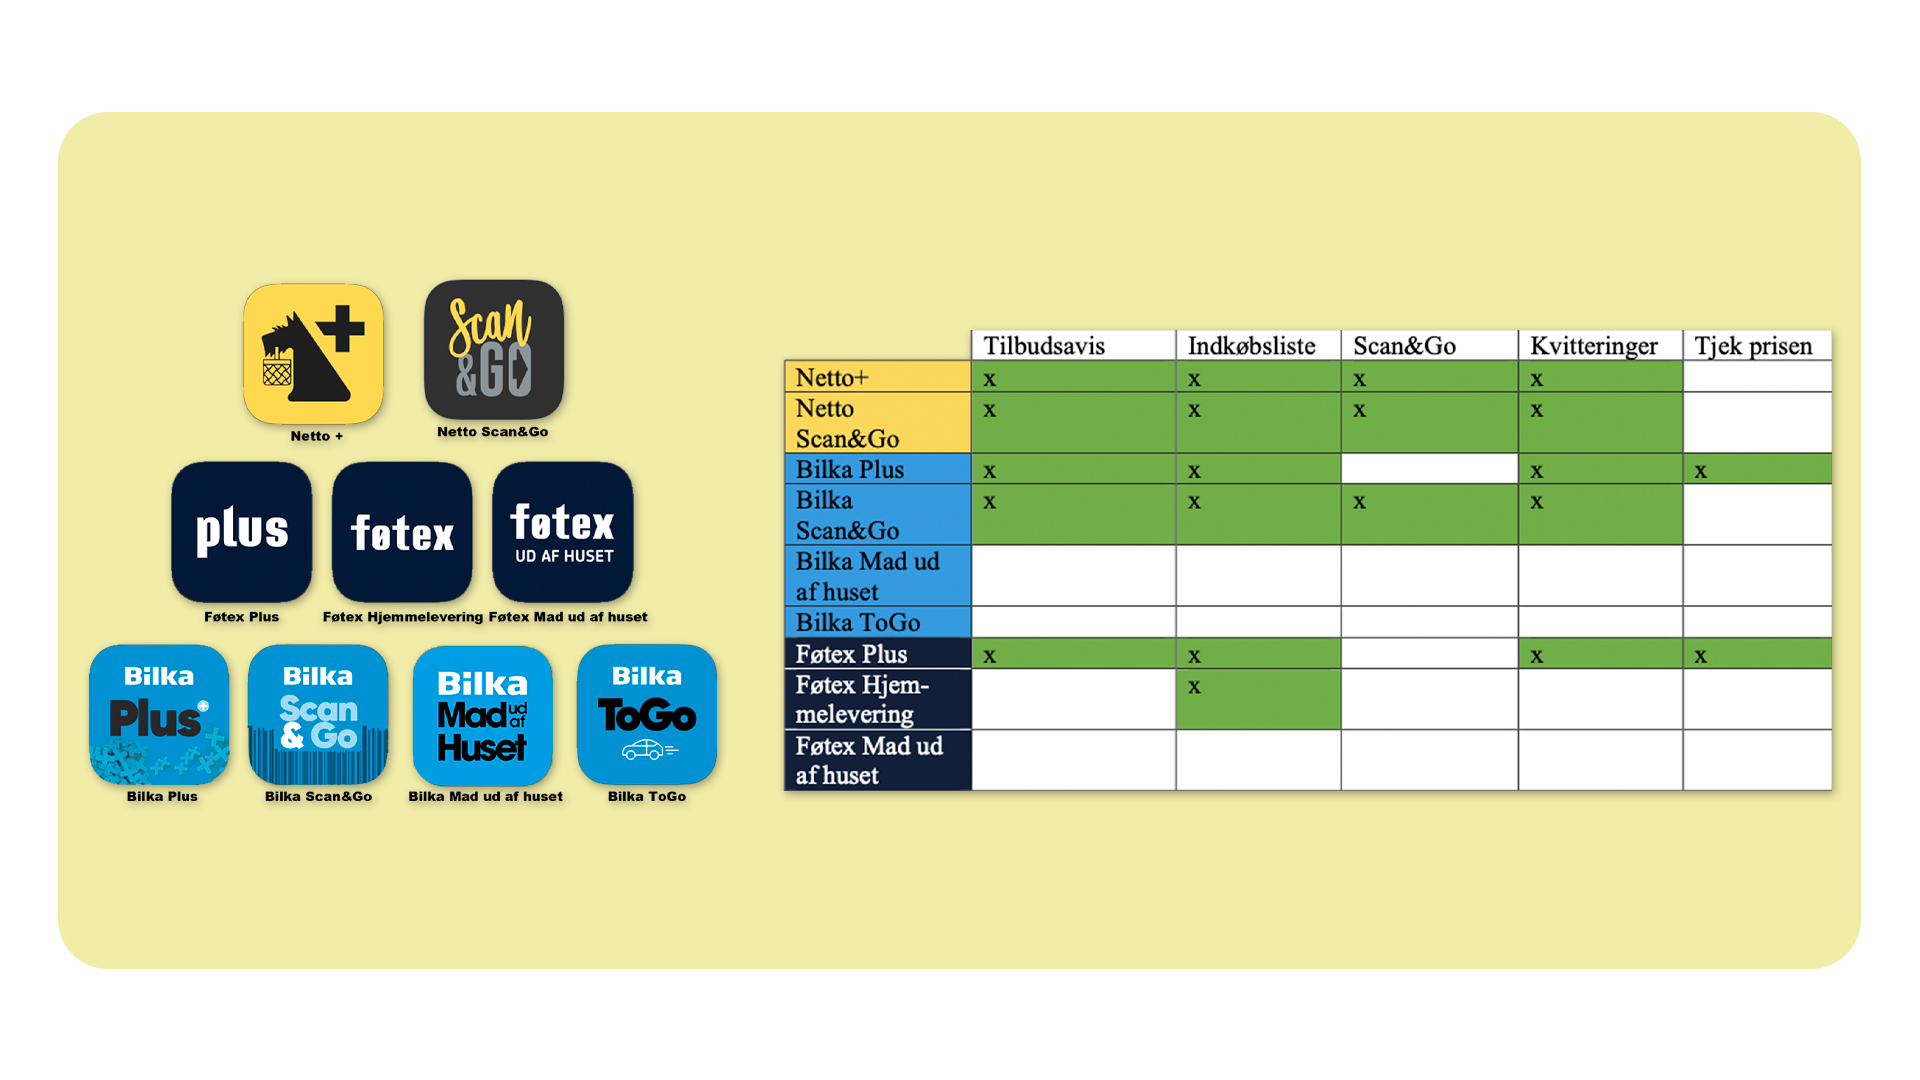 Scan
&GO
Netto +
Netto Scan&Go
plus
føtex
føtex
UD AF HUSET
Føtex Plus
Føtex Hjemmelevering
Føtex Mad ud af huset
Bilka
Plus+
Bilka
Scan
& Go
Bilka
Mad ud af
Huset
Bilka
ToGo
Bilka Plus
Bilka Scan&Go
Bilka Mad ud af huset
Bilka ToGo
Tilbudsavis Indkøbsliste Scan&Go Kvitteringer Tjek prisen
Netto+ x x x x
Netto x x x x
Scan&Go
Bilka Plus x x x x
Bilka x x x x
Scan&Go
Bilka Mad ud
af huset
Bilka ToGo
Føtex Plus x x x x
Føtex Hjem- x
melevering
Føtex Mad ud
af huset